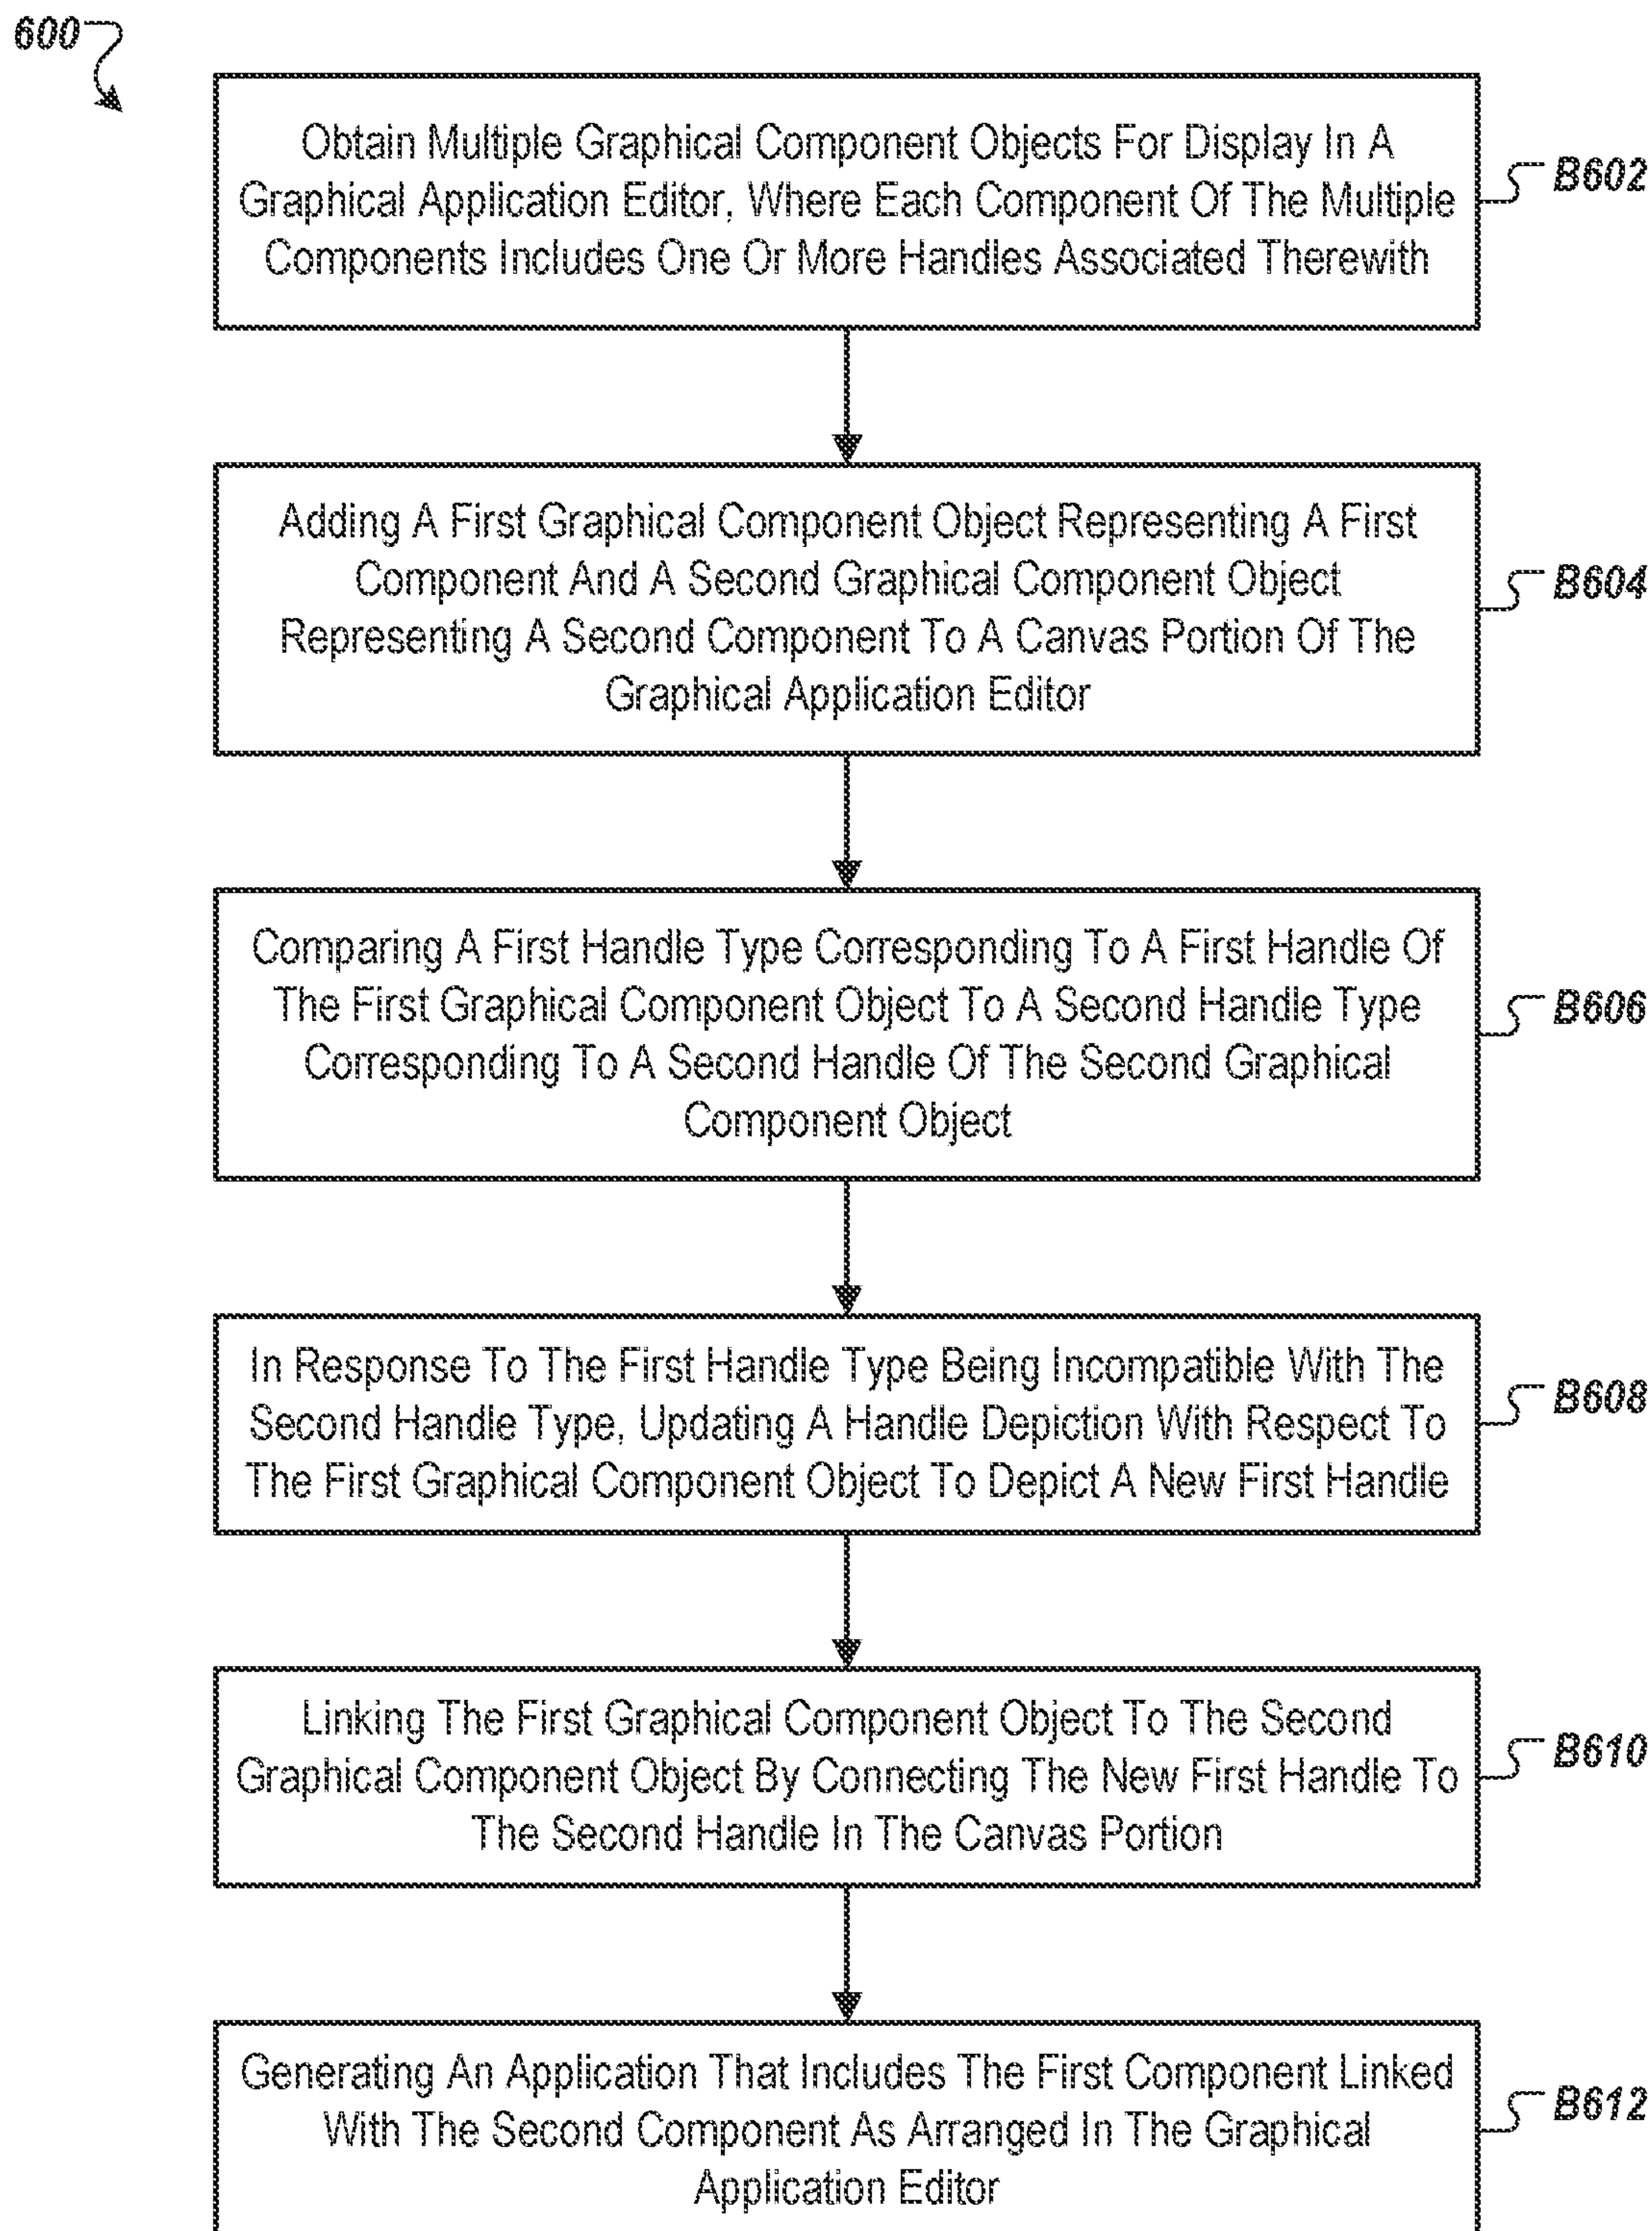 600
Obtain Multiple Graphical Component Objects For Display In A
Graphical Application Editor, Where Each Component Of The Multiple
Components Includes One Or More Handles Associated Therewith
B602
Adding A First Graphical Component Object Representing A First
Component And A Second Graphical Component Object
Representing A Second Component To A Canvas Portion Of The
Graphical Application Editor
B604
Comparing A First Handle Type Corresponding To A First Handle Of
The First Graphical Component Object To A Second Handle Type
Corresponding To A Second Handle Of The Second Graphical
Component Object
B606
In Response To The First Handle Type Being Incompatible With The
Second Handle Type, Updating A Handle Depiction With Respect To
The First Graphical Component Object To Depict A New First Handle
B608
Linking The First Graphical Component Object To The Second
Graphical Component Object By Connecting The New First Handle To
The Second Handle In The Canvas Portion
B610
Generating An Application That Includes The First Component Linked
With The Second Component As Arranged In The Graphical
Application Editor
B612